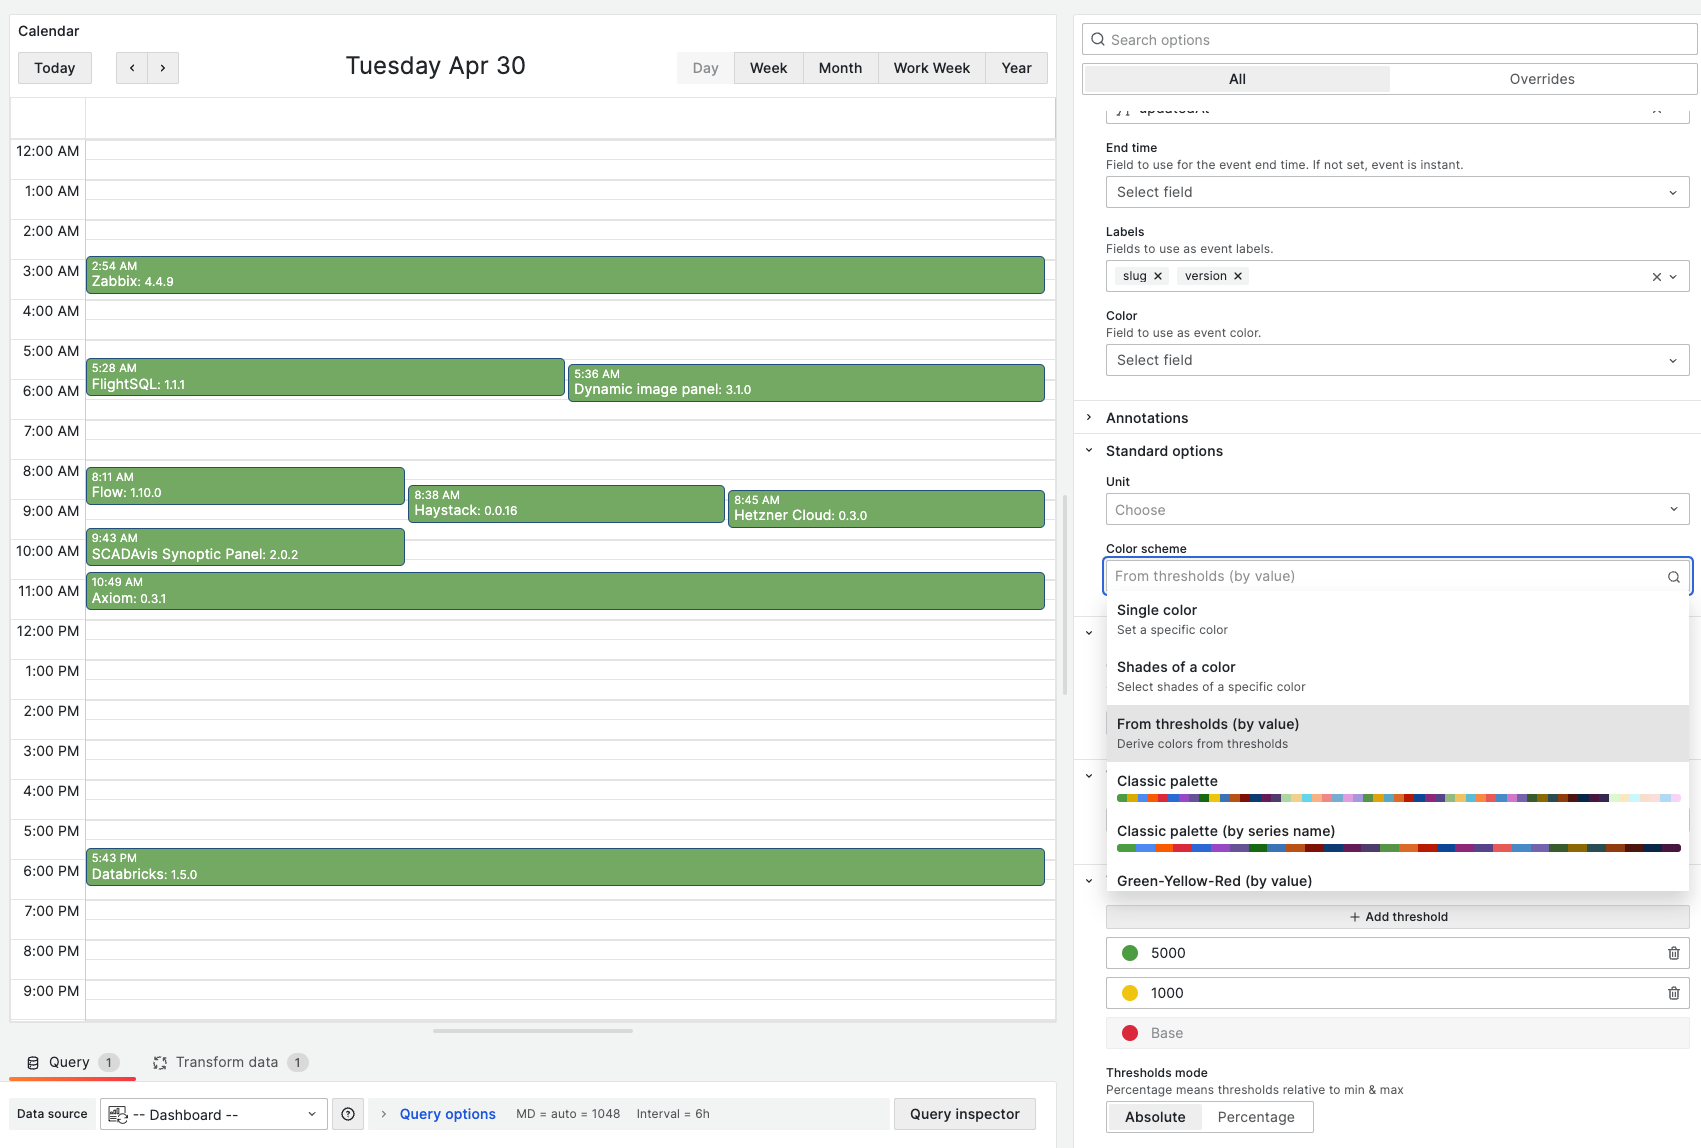 Calendar
Today
Tuesday Apr 30
Day
Week
Month
Work Week
Year
12:00 AM
1:00 AM
2:00 AM
3:00 AM
4:00 AM
5:00 AM
6:00 AM
7:00 AM
8:00 AM
9:00 AM
10:00 AM
11:00 AM
12:00 PM
1:00 PM
2:00 PM
3:00 PM
4:00 PM
5:00 PM
6:00 PM
7:00 PM
8:00 PM
9:00 PM
2:54 AM
Zabbix: 4.4.9
5:28 AM
FlightSQL: 1.1.1
5:36 AM
Dynamic image panel: 3.1.0
8:11 AM
Flow: 1.10.0
8:38 AM
Haystack: 0.0.16
8:45 AM
Hetzner Cloud: 0.3.0
9:43 AM
SCADAvis Synoptic Panel: 2.0.2
10:49 AM
Axiom: 0.3.1
5:43 PM
Databricks: 1.5.0
Query 1
Transform data 1
Data source
-- Dashboard --
Query options
MD = auto = 1048
Interval = 6h
Query inspector
Search options
All
Overrides
updatedAt
End time
Field to use for the event end time. If not set, event is instant.
Select field
Labels
Fields to use as event labels.
slug
version
Color
Field to use as event color.
Select field
Annotations
Standard options
Unit
Choose
Color scheme
From thresholds (by value)
Single color
Set a specific color
Shades of a color
Select shades of a specific color
From thresholds (by value)
Derive colors from thresholds
Classic palette
Classic palette (by series name)
Green-Yellow-Red (by value)
Add threshold
5000
1000
Base
Thresholds mode
Percentage means thresholds relative to min & max
Absolute
Percentage